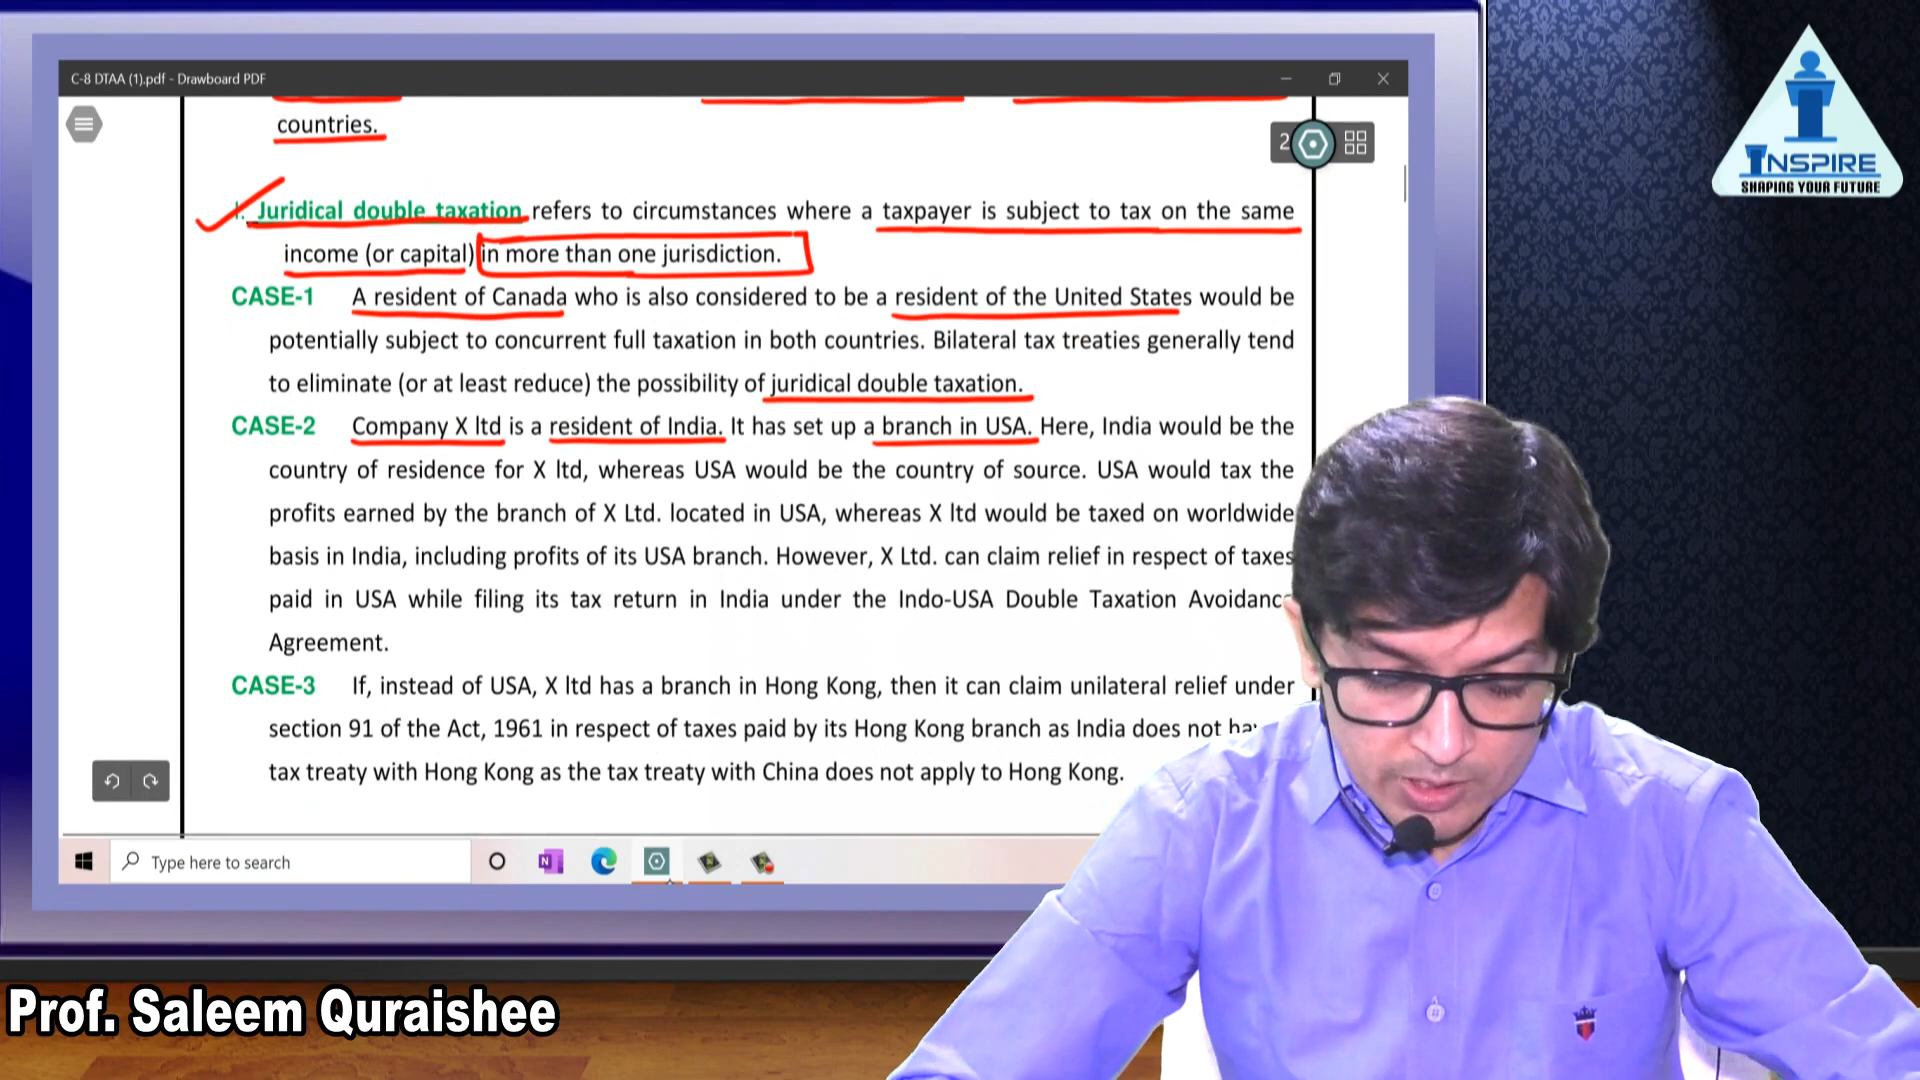 C-8 DTAA (1).pdf - Drawboard PDF
countries.
2
Juridical double taxation refers to circumstances where a taxpayer is subject to tax on the same
income (or capital) in more than one jurisdiction.
CASE-1 A resident of Canada who is also considered to be a resident of the United States would be
potentially subject to concurrent full taxation in both countries. Bilateral tax treaties generally tend
to eliminate (or at least reduce) the possibility of juridical double taxation.
CASE-2 Company X ltd is a resident of India. It has set up a branch in USA. Here, India would be the
country of residence for X ltd, whereas USA would be the country of source. USA would tax the
profits earned by the branch of X Ltd. located in USA, whereas X ltd would be taxed on worldwide
basis in India, including profits of its USA branch. However, X Ltd. can claim relief in respect of taxes
paid in USA while filing its tax return in India under the Indo-USA Double Taxation Avoidanc
Agreement.
CASE-3 If, instead of USA, X ltd has a branch in Hong Kong, then it can claim unilateral relief under
section 91 of the Act, 1961 in respect of taxes paid by its Hong Kong branch as India does not
tax treaty with Hong Kong as the tax treaty with China does not apply to Hong Kong.
Type here to search
INSPIRE
SHAPING YOUR FUTURE
Prof. Saleem Quraishee